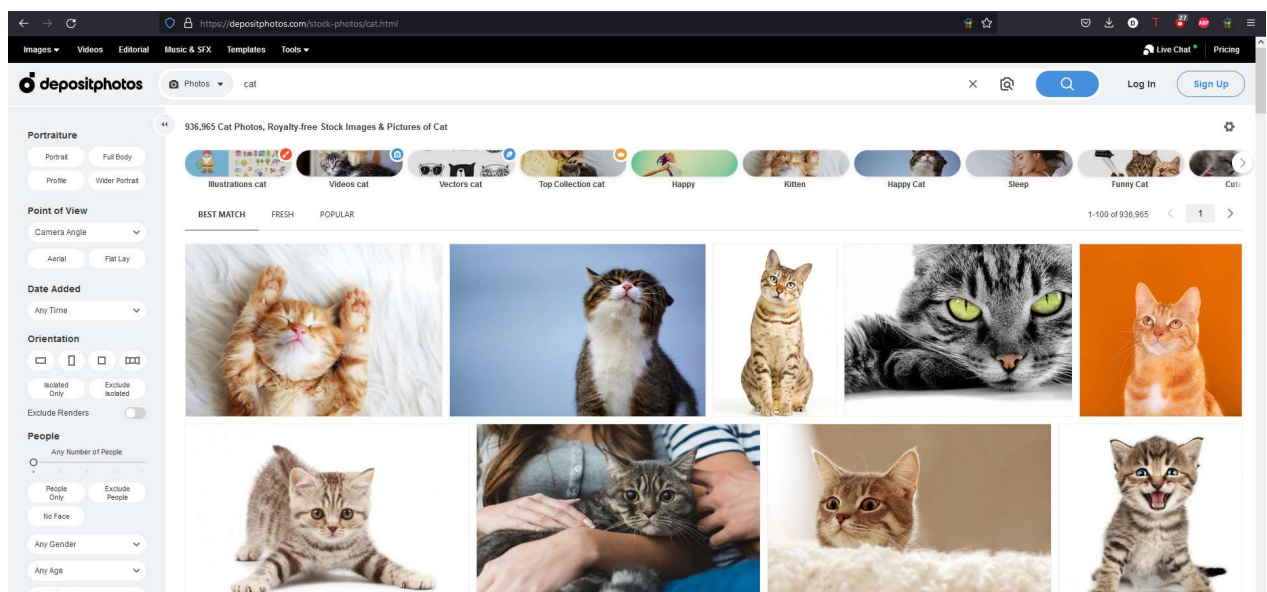 https://depositphotos.com/stock-photos/cat.html
27
ABP
Images Videos Editorial Music & SFX Templates Tools
Live Chat Pricing
depositphotos
Photos cat
Log In Sign Up
936,965 Cat Photos, Royalty-free Stock Images & Pictures of Cat
Illustrations cat Videos cat Vectors cat Top Collection cat Happy Kitten Happy Cat Sleep Funny Cat
BEST MATCH FRESH POPULAR
1-100 of 936,965 1
Portraiture
Portrait Full Body
Profile Wider Portrait
Point of View
Camera Angle
Aerial Flat Lay
Date Added
Any Time
Orientation
Isolated Only
Exclude Isolated
Exclude Renders
People
Any Number of People
People Only
Exclude People
No Face
Any Gender
Any Age